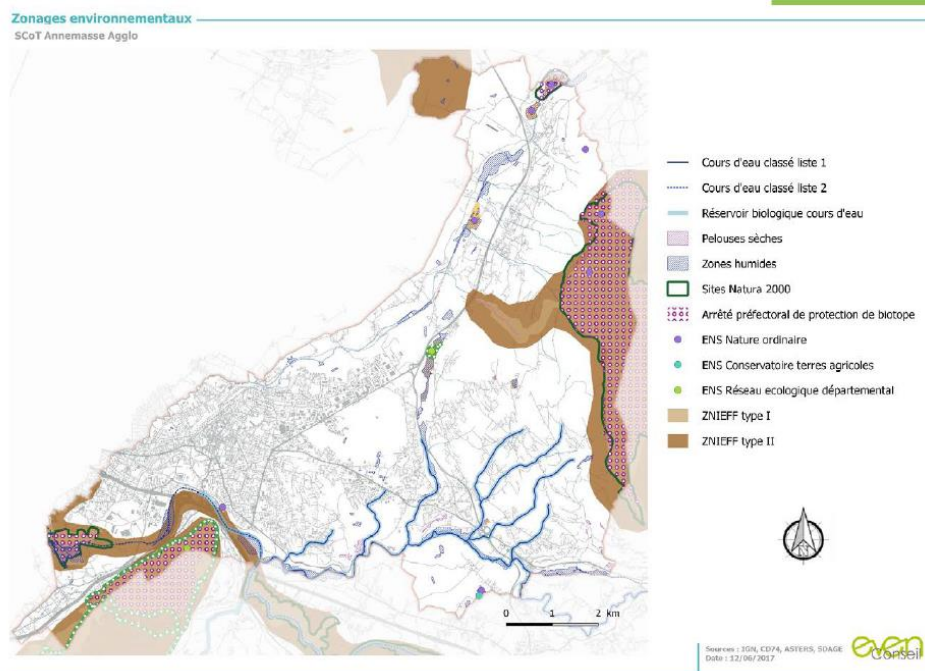 Zonages environnementaux
SCoT Annemasse Agglo
Cours d'eau classé liste 1
Cours d'eau classé liste 2
Réservoir biologique cours d'eau
Pelouses sèches
Zones humides
Sites Natura 2000
Arrêté préfectoral de protection de biotope
ENS Nature ordinaire
ENS Conservatoire terres agricoles
ENS Réseau ecologique départemental
ZNIEFF type I
ZNIEFF type II
N
0 1 2 km
Sources : IGN, CD74, ASTERS, SDAGE
Date : 12/06/2017
even
Conseil